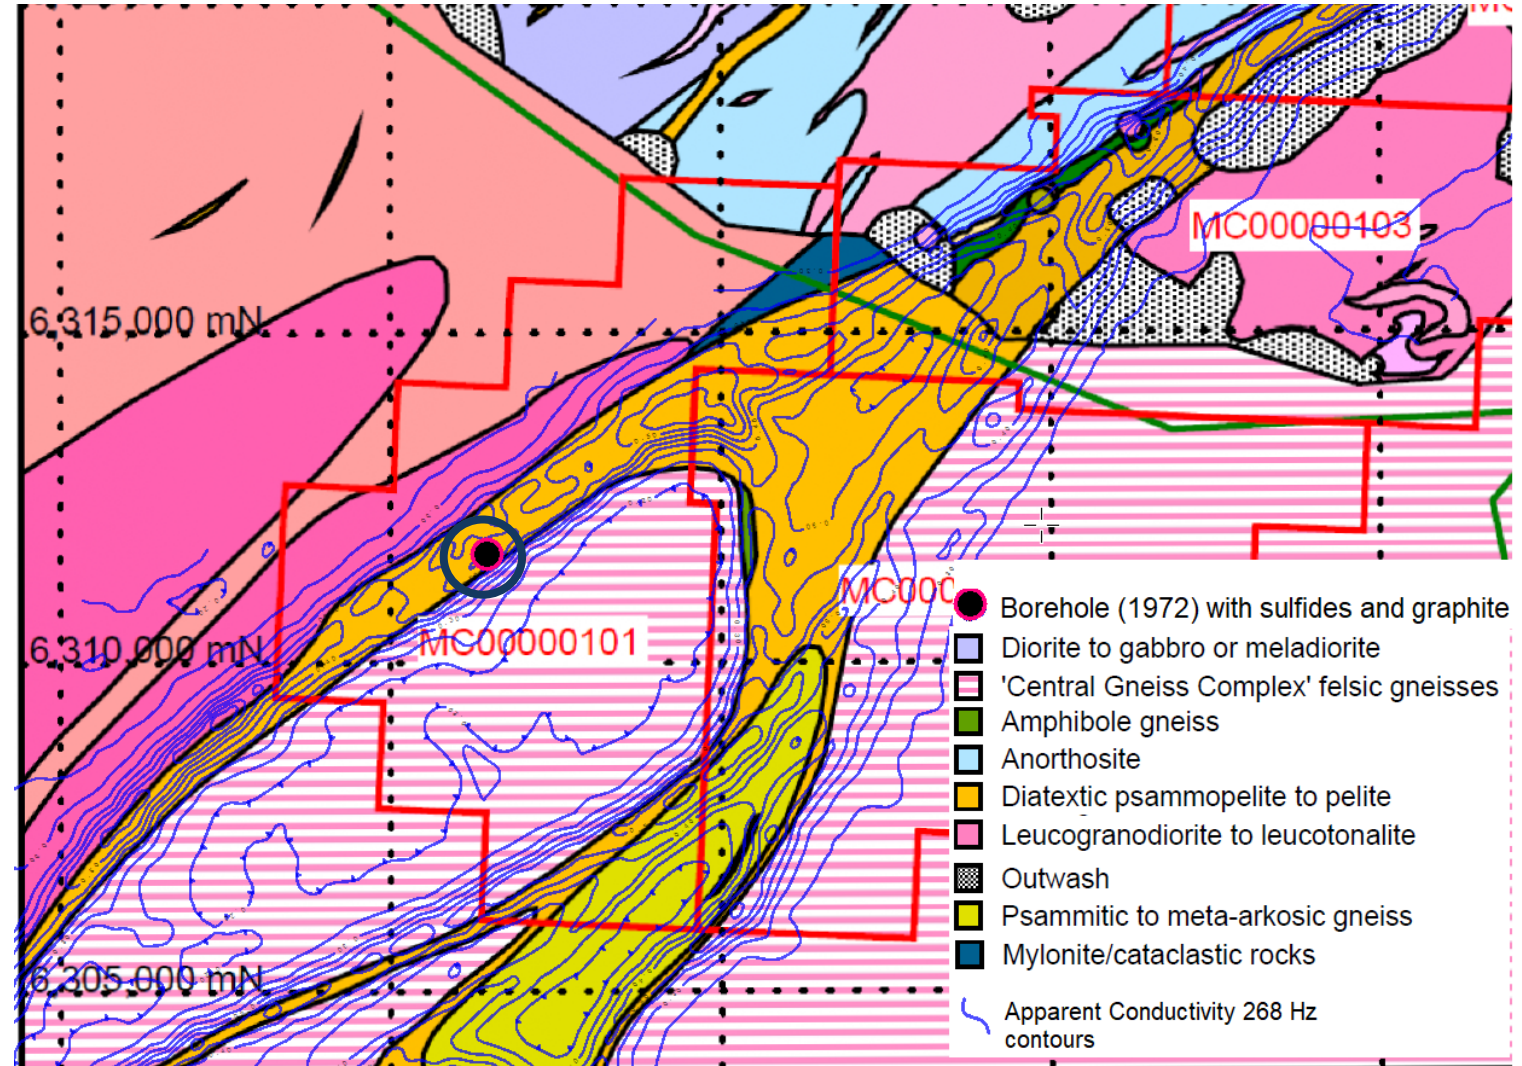 MC00000103
6,315,000 mN
MC000
Borehole (1972) with sulfides and graphite
6,310,000 mN
MC00000101
Diorite to gabbro or meladiorite
'Central Gneiss Complex' felsic gneisses
Amphibole gneiss
Anorthosite
Diatextic psammopelite to pelite
Leucogranodiorite to leucotonalite
Outwash
Psammitic to meta-arkosic gneiss
Mylonite/cataclastic rocks
6,305,000 mN
Apparent Conductivity 268 Hz
contours